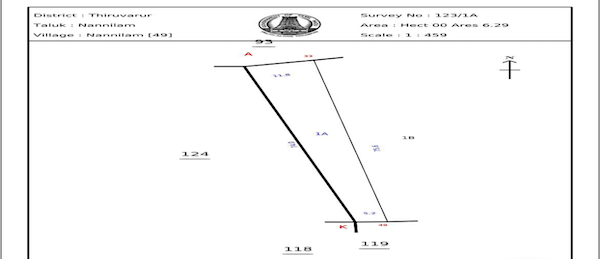 District : Thiruvarur
Taluk : Nannilam
Village : Nannilam [49]
Survey No : 123/1A
Area : Hect 00 Ares 6.29
Scale : 1 : 459
93
A
11.8
N
1A
1B
124
5.2
K
49
118
119